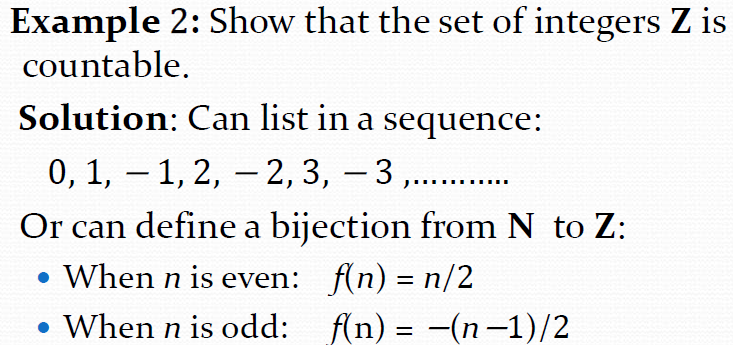 Example 2: Show that the set of integers Z is
countable.
Solution: Can list in a sequence:
0, 1, − 1, 2, − 2, 3, − 3 ,...........
Or can define a bijection from N to Z:
• When n is even: f(n) = n/2
• When n is odd: f(n) = −(n−1)/2